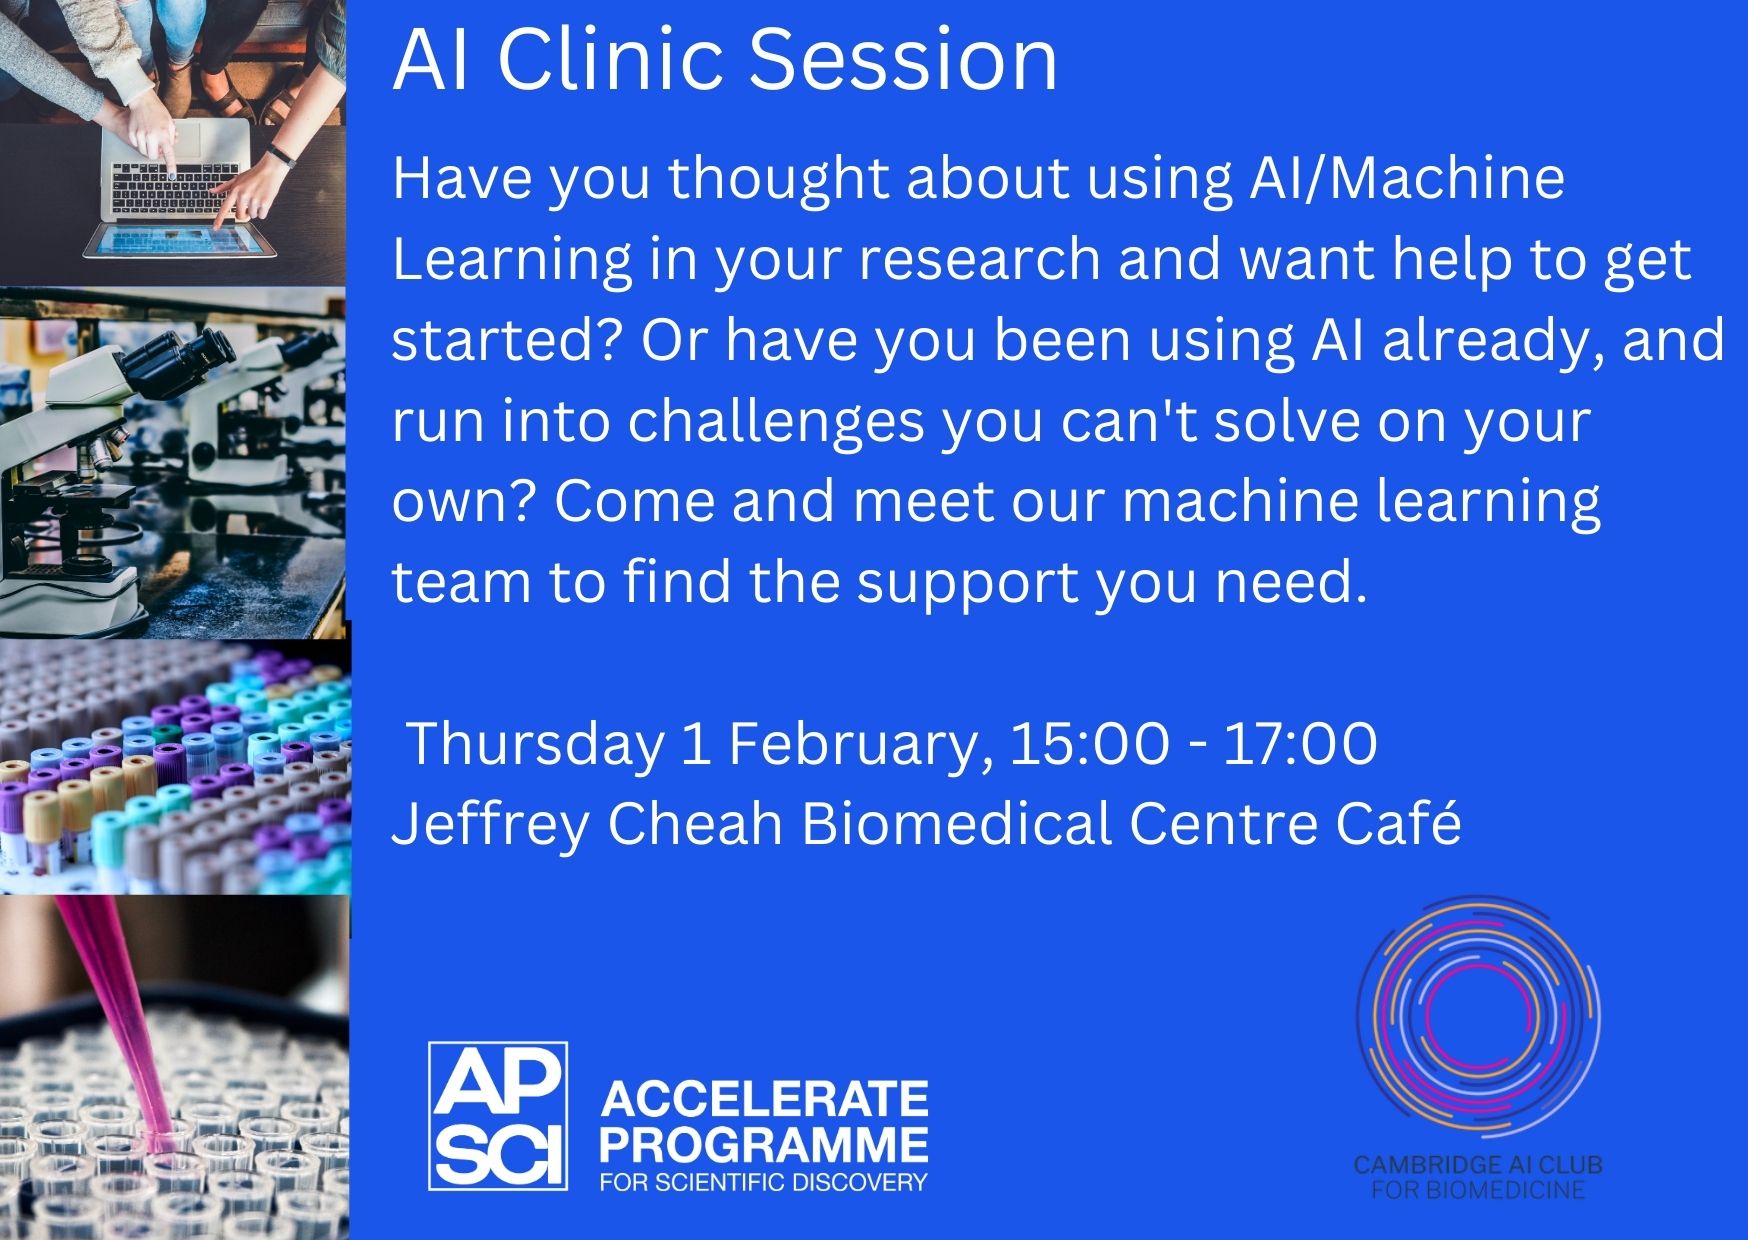 AI Clinic Session
Have you thought about using AI/Machine
Learning in your research and want help to get
started? Or have you been using AI already, and
run into challenges you can't solve on your
own? Come and meet our machine learning
team to find the support you need.
Thursday 1 February, 15:00 - 17:00
Jeffrey Cheah Biomedical Centre Café
AP
SCI
ACCELERATE
PROGRAMME
FOR SCIENTIFIC DISCOVERY
CAMBRIDGE AI CLUB
FOR BIOMEDICINE